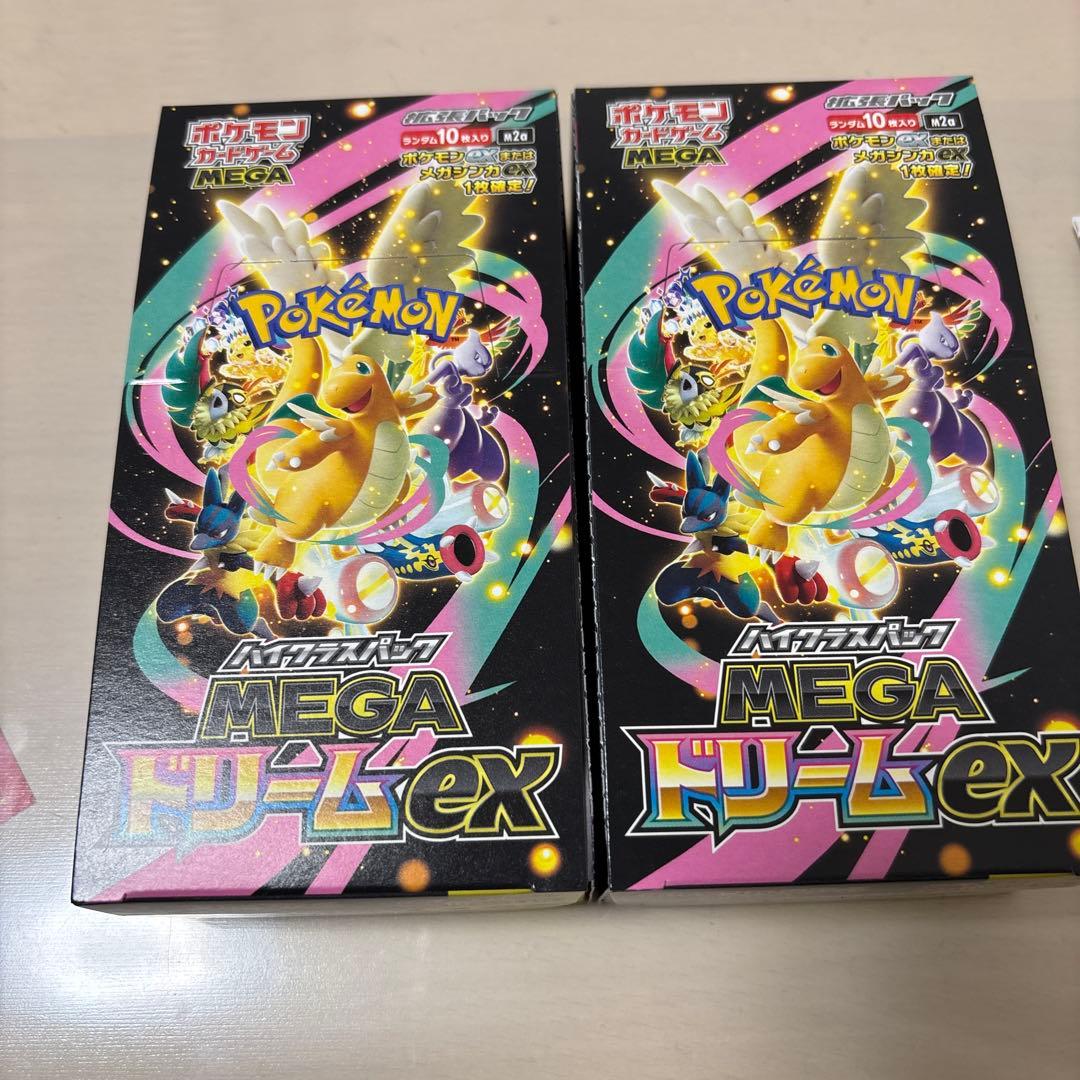 ポケモン
カードゲーム
MEGA
拡張パック
ランダム10枚入り M2a
ポケモンexまたは
メガシンカex
1枚確定!
POKéMON
TM
ハイクラスパック
MEGA
ドリームex
ポケモン
カードゲーム
MEGA
拡張パック
ランダム10枚入り M2a
ポケモンexまたは
メガシンカex
1枚確定!
POKéMON
TM
ハイクラスパック
MEGA
ドリームex